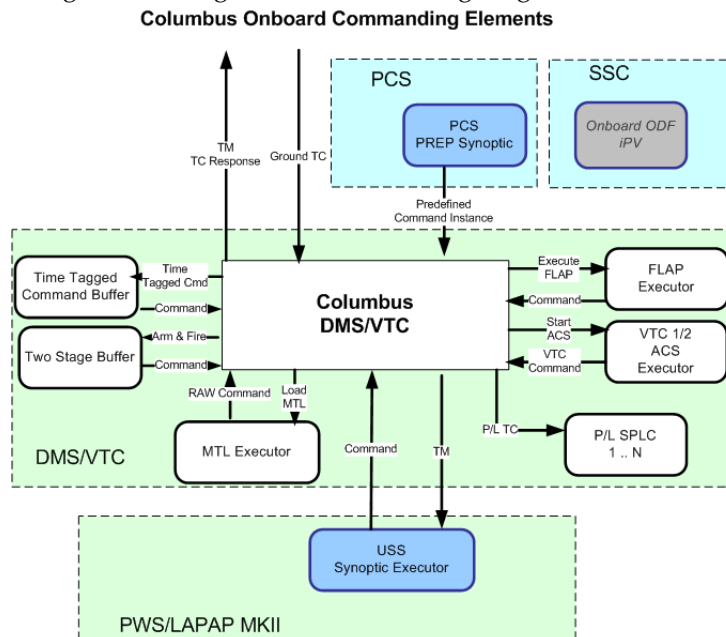 Columbus Onboard Commanding Elements
PCS
SSC
PCS
PREP Synoptic
Onboard ODF
iPV
TM
TC Response
Ground TC
Predefined
Command Instance
Time Tagged
Command Buffer
Time
Tagged Cmd
Command
Two Stage Buffer
Arm & Fire
Command
Columbus
DMS/VTC
Execute
FLAP
Command
FLAP
Executor
Start
ACS
VTC
Command
VTC 1/2
ACS
Executor
RAW Command
Load
MTL
MTL Executor
Command
TM
P/L TC
P/L SPLC
1 .. N
DMS/VTC
USS
Synoptic Executor
PWS/LAPAP MKII